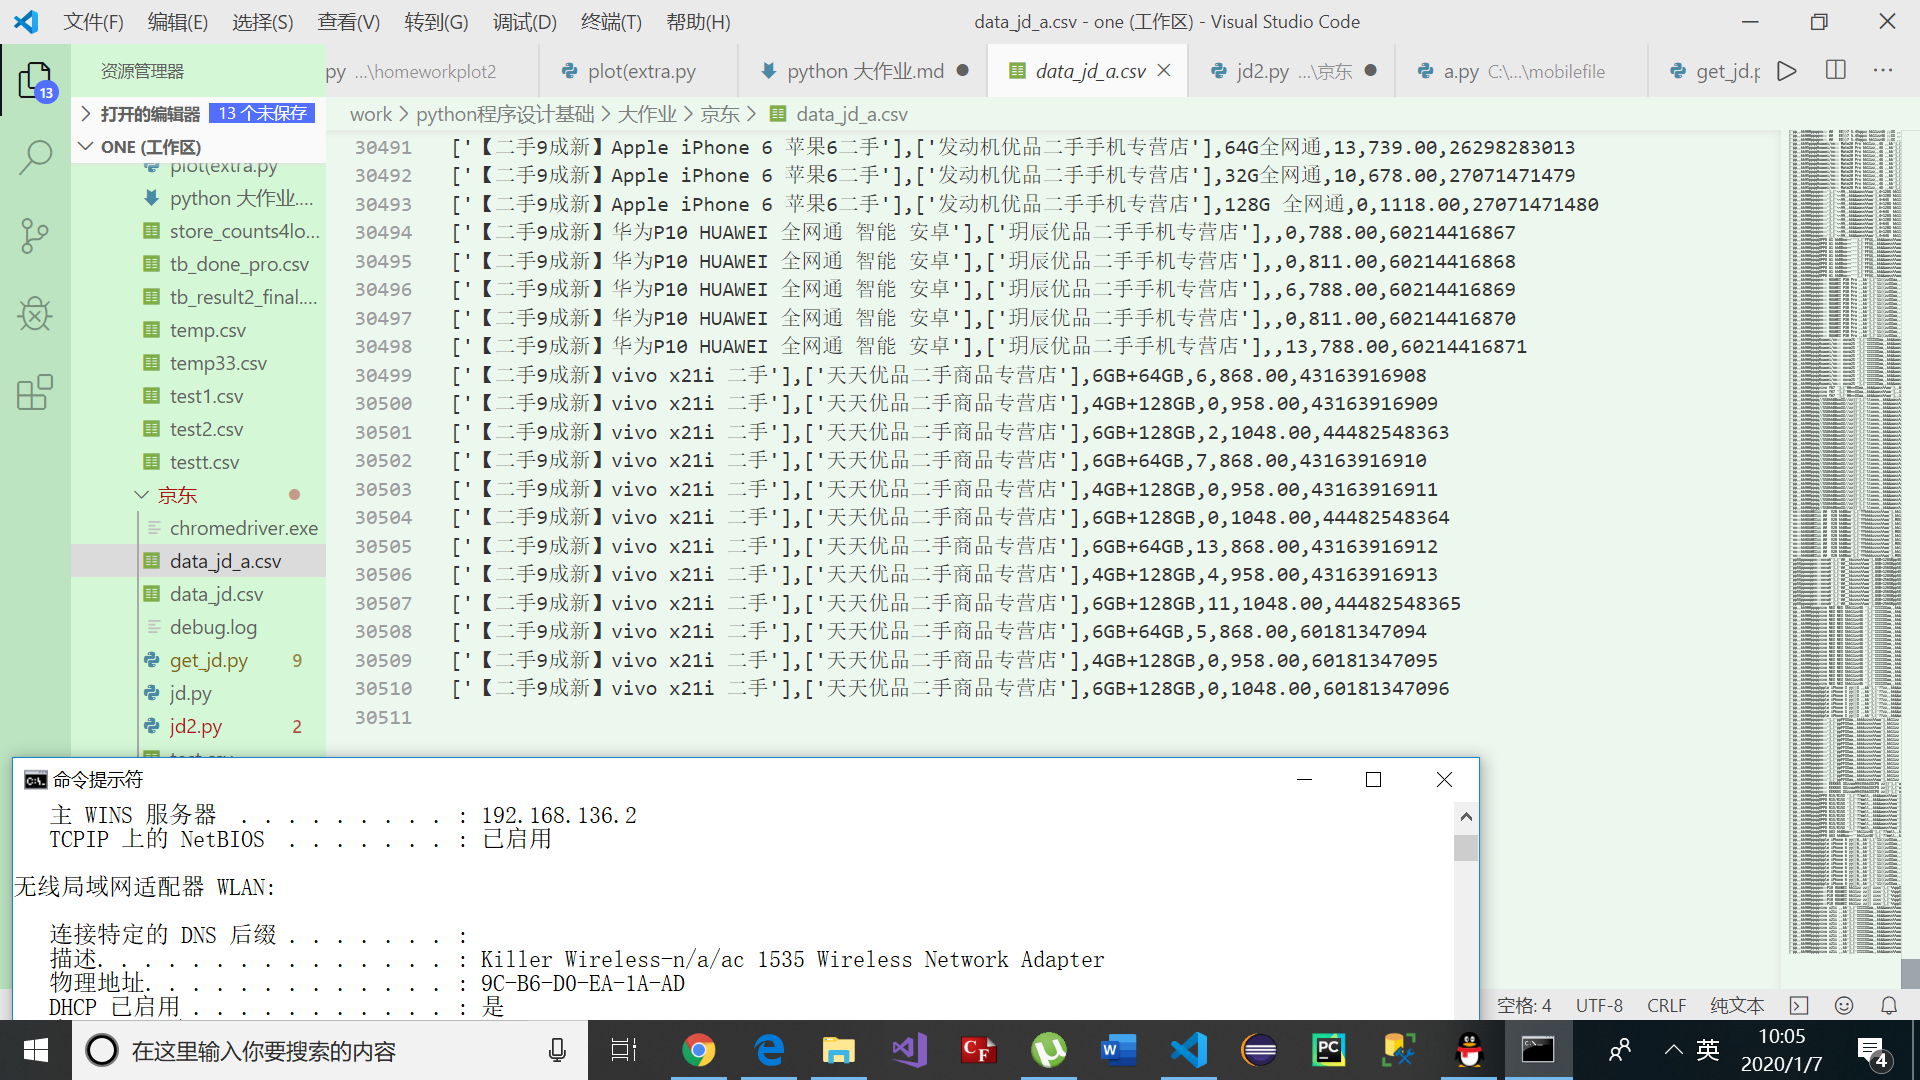 文件(F) 编辑(E) 选择(S) 查看(V) 转到(G) 调试(D) 终端(T) 帮助(H)
data_jd_a.csv - one (工作区) - Visual Studio Code
资源管理器
py ...\homeworkplot2
plot(extra.py
python 大作业.md
data_jd_a.csv
jd2.py ...\京东
a.py C:\...\mobilefile
get_jd.p
13
打开的编辑器 13 个未保存
ONE (工作区)
work > python程序设计基础 > 大作业 > 京东 > data_jd_a.csv
plot(extra.py
python 大作业....
store_counts4lo...
tb_done_pro.csv
tb_result2_final....
temp.csv
temp33.csv
test1.csv
test2.csv
testt.csv
京东
chromedriver.exe
data_jd_a.csv
data_jd.csv
debug.log
get_jd.py 9
jd.py
jd2.py 2
30491 ['【二手9成新】Apple iPhone 6 苹果6二手'],['发动机优品二手手机专营店'],64G全网通,13,739.00,26298283013
30492 ['【二手9成新】Apple iPhone 6 苹果6二手'],['发动机优品二手手机专营店'],32G全网通,10,678.00,27071471479
30493 ['【二手9成新】Apple iPhone 6 苹果6二手'],['发动机优品二手手机专营店'],128G 全网通,0,1118.00,27071471480
30494 ['【二手9成新】华为P10 HUAWEI 全网通 智能 安卓'],['玥辰优品二手手机专营店'],,0,788.00,60214416867
30495 ['【二手9成新】华为P10 HUAWEI 全网通 智能 安卓'],['玥辰优品二手手机专营店'],,0,811.00,60214416868
30496 ['【二手9成新】华为P10 HUAWEI 全网通 智能 安卓'],['玥辰优品二手手机专营店'],,6,788.00,60214416869
30497 ['【二手9成新】华为P10 HUAWEI 全网通 智能 安卓'],['玥辰优品二手手机专营店'],,0,811.00,60214416870
30498 ['【二手9成新】华为P10 HUAWEI 全网通 智能 安卓'],['玥辰优品二手手机专营店'],,13,788.00,60214416871
30499 ['【二手9成新】vivo x21i 二手'],['天天优品二手商品专营店'],6GB+64GB,6,868.00,43163916908
30500 ['【二手9成新】vivo x21i 二手'],['天天优品二手商品专营店'],4GB+128GB,0,958.00,43163916909
30501 ['【二手9成新】vivo x21i 二手'],['天天优品二手商品专营店'],6GB+128GB,2,1048.00,44482548363
30502 ['【二手9成新】vivo x21i 二手'],['天天优品二手商品专营店'],6GB+64GB,7,868.00,43163916910
30503 ['【二手9成新】vivo x21i 二手'],['天天优品二手商品专营店'],4GB+128GB,0,958.00,43163916911
30504 ['【二手9成新】vivo x21i 二手'],['天天优品二手商品专营店'],6GB+128GB,0,1048.00,44482548364
30505 ['【二手9成新】vivo x21i 二手'],['天天优品二手商品专营店'],6GB+64GB,13,868.00,43163916912
30506 ['【二手9成新】vivo x21i 二手'],['天天优品二手商品专营店'],4GB+128GB,4,958.00,43163916913
30507 ['【二手9成新】vivo x21i 二手'],['天天优品二手商品专营店'],6GB+128GB,11,1048.00,44482548365
30508 ['【二手9成新】vivo x21i 二手'],['天天优品二手商品专营店'],6GB+64GB,5,868.00,60181347094
30509 ['【二手9成新】vivo x21i 二手'],['天天优品二手商品专营店'],4GB+128GB,0,958.00,60181347095
30510 ['【二手9成新】vivo x21i 二手'],['天天优品二手商品专营店'],6GB+128GB,0,1048.00,60181347096
30511
命令提示符
主 WINS 服务器 . . . . . . . . . : 192.168.136.2
TCPIP 上的 NetBIOS . . . . . . . : 已启用
无线局域网适配器 WLAN:
连接特定的 DNS 后缀 . . . . . . . :
描述. . . . . . . . . . . . . . . : Killer Wireless-n/a/ac 1535 Wireless Network Adapter
物理地址. . . . . . . . . . . . . : 9C-B6-D0-EA-1A-AD
DHCP 已启用 . . . . . . . . . . . : 是
空格: 4 UTF-8 CRLF 纯文本
在这里输入你要搜索的内容
英
10:05
2020/1/7
4